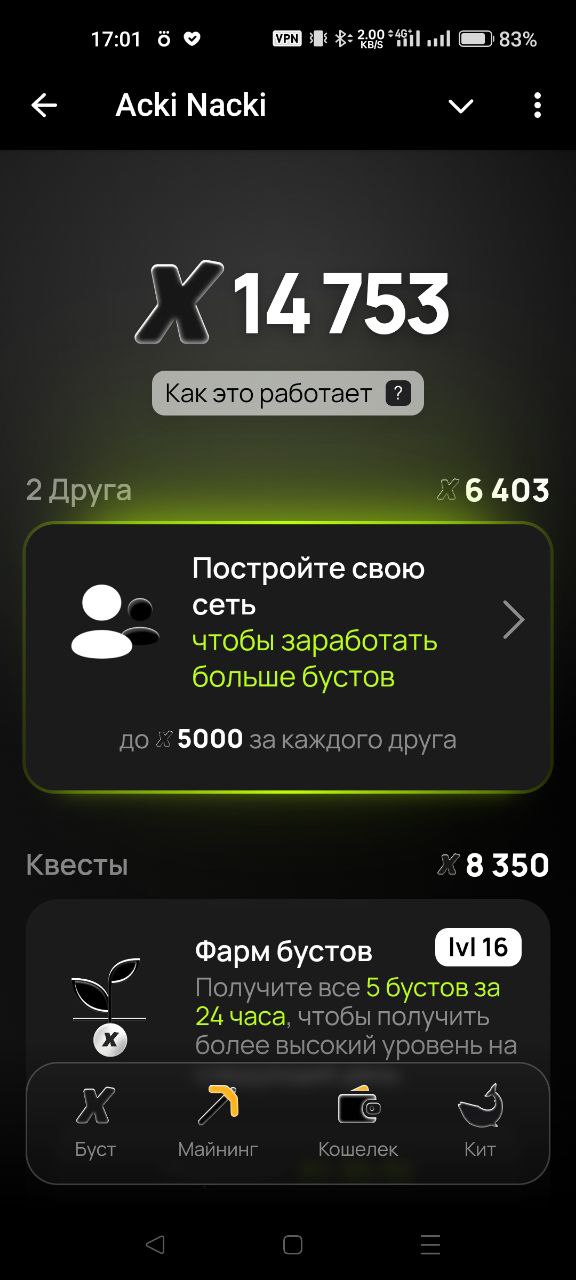 17:01 VPN 2.00 KB/S 4G+ 83%
Acki Nacki
X 14 753
Как это работает ?
2 Друга X 6 403
Постройте свою
сеть
чтобы заработать
больше бустов
до X 5000 за каждого друга
Квесты X 8 350
Фарм бустов lvl 16
Получите все 5 бустов за
24 часа, чтобы получить
более высокий уровень на
X
Буст Майнинг Кошелек Кит